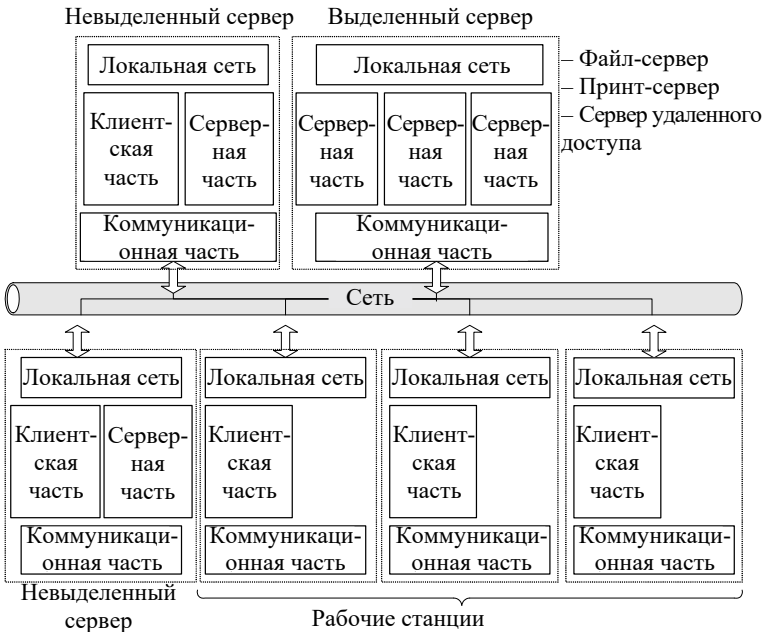 Невыделенный сервер
Выделенный сервер
Локальная сеть
Клиент-
ская
часть
Сервер-
ная
часть
Коммуникаци-
онная часть
Локальная сеть
Сервер-
ная
часть
Сервер-
ная
часть
Сервер-
ная
часть
Коммуникаци-
онная часть
– Файл-сервер
– Принт-сервер
– Сервер удаленного
доступа
Сеть
Локальная сеть
Клиент-
ская
часть
Сервер-
ная
часть
Коммуникаци-
онная часть
Невыделенный
сервер
Локальная сеть
Клиент-
ская
часть
Коммуникаци-
онная часть
Локальная сеть
Клиент-
ская
часть
Коммуникаци-
онная часть
Локальная сеть
Клиент-
ская
часть
Коммуникаци-
онная часть
Рабочие станции